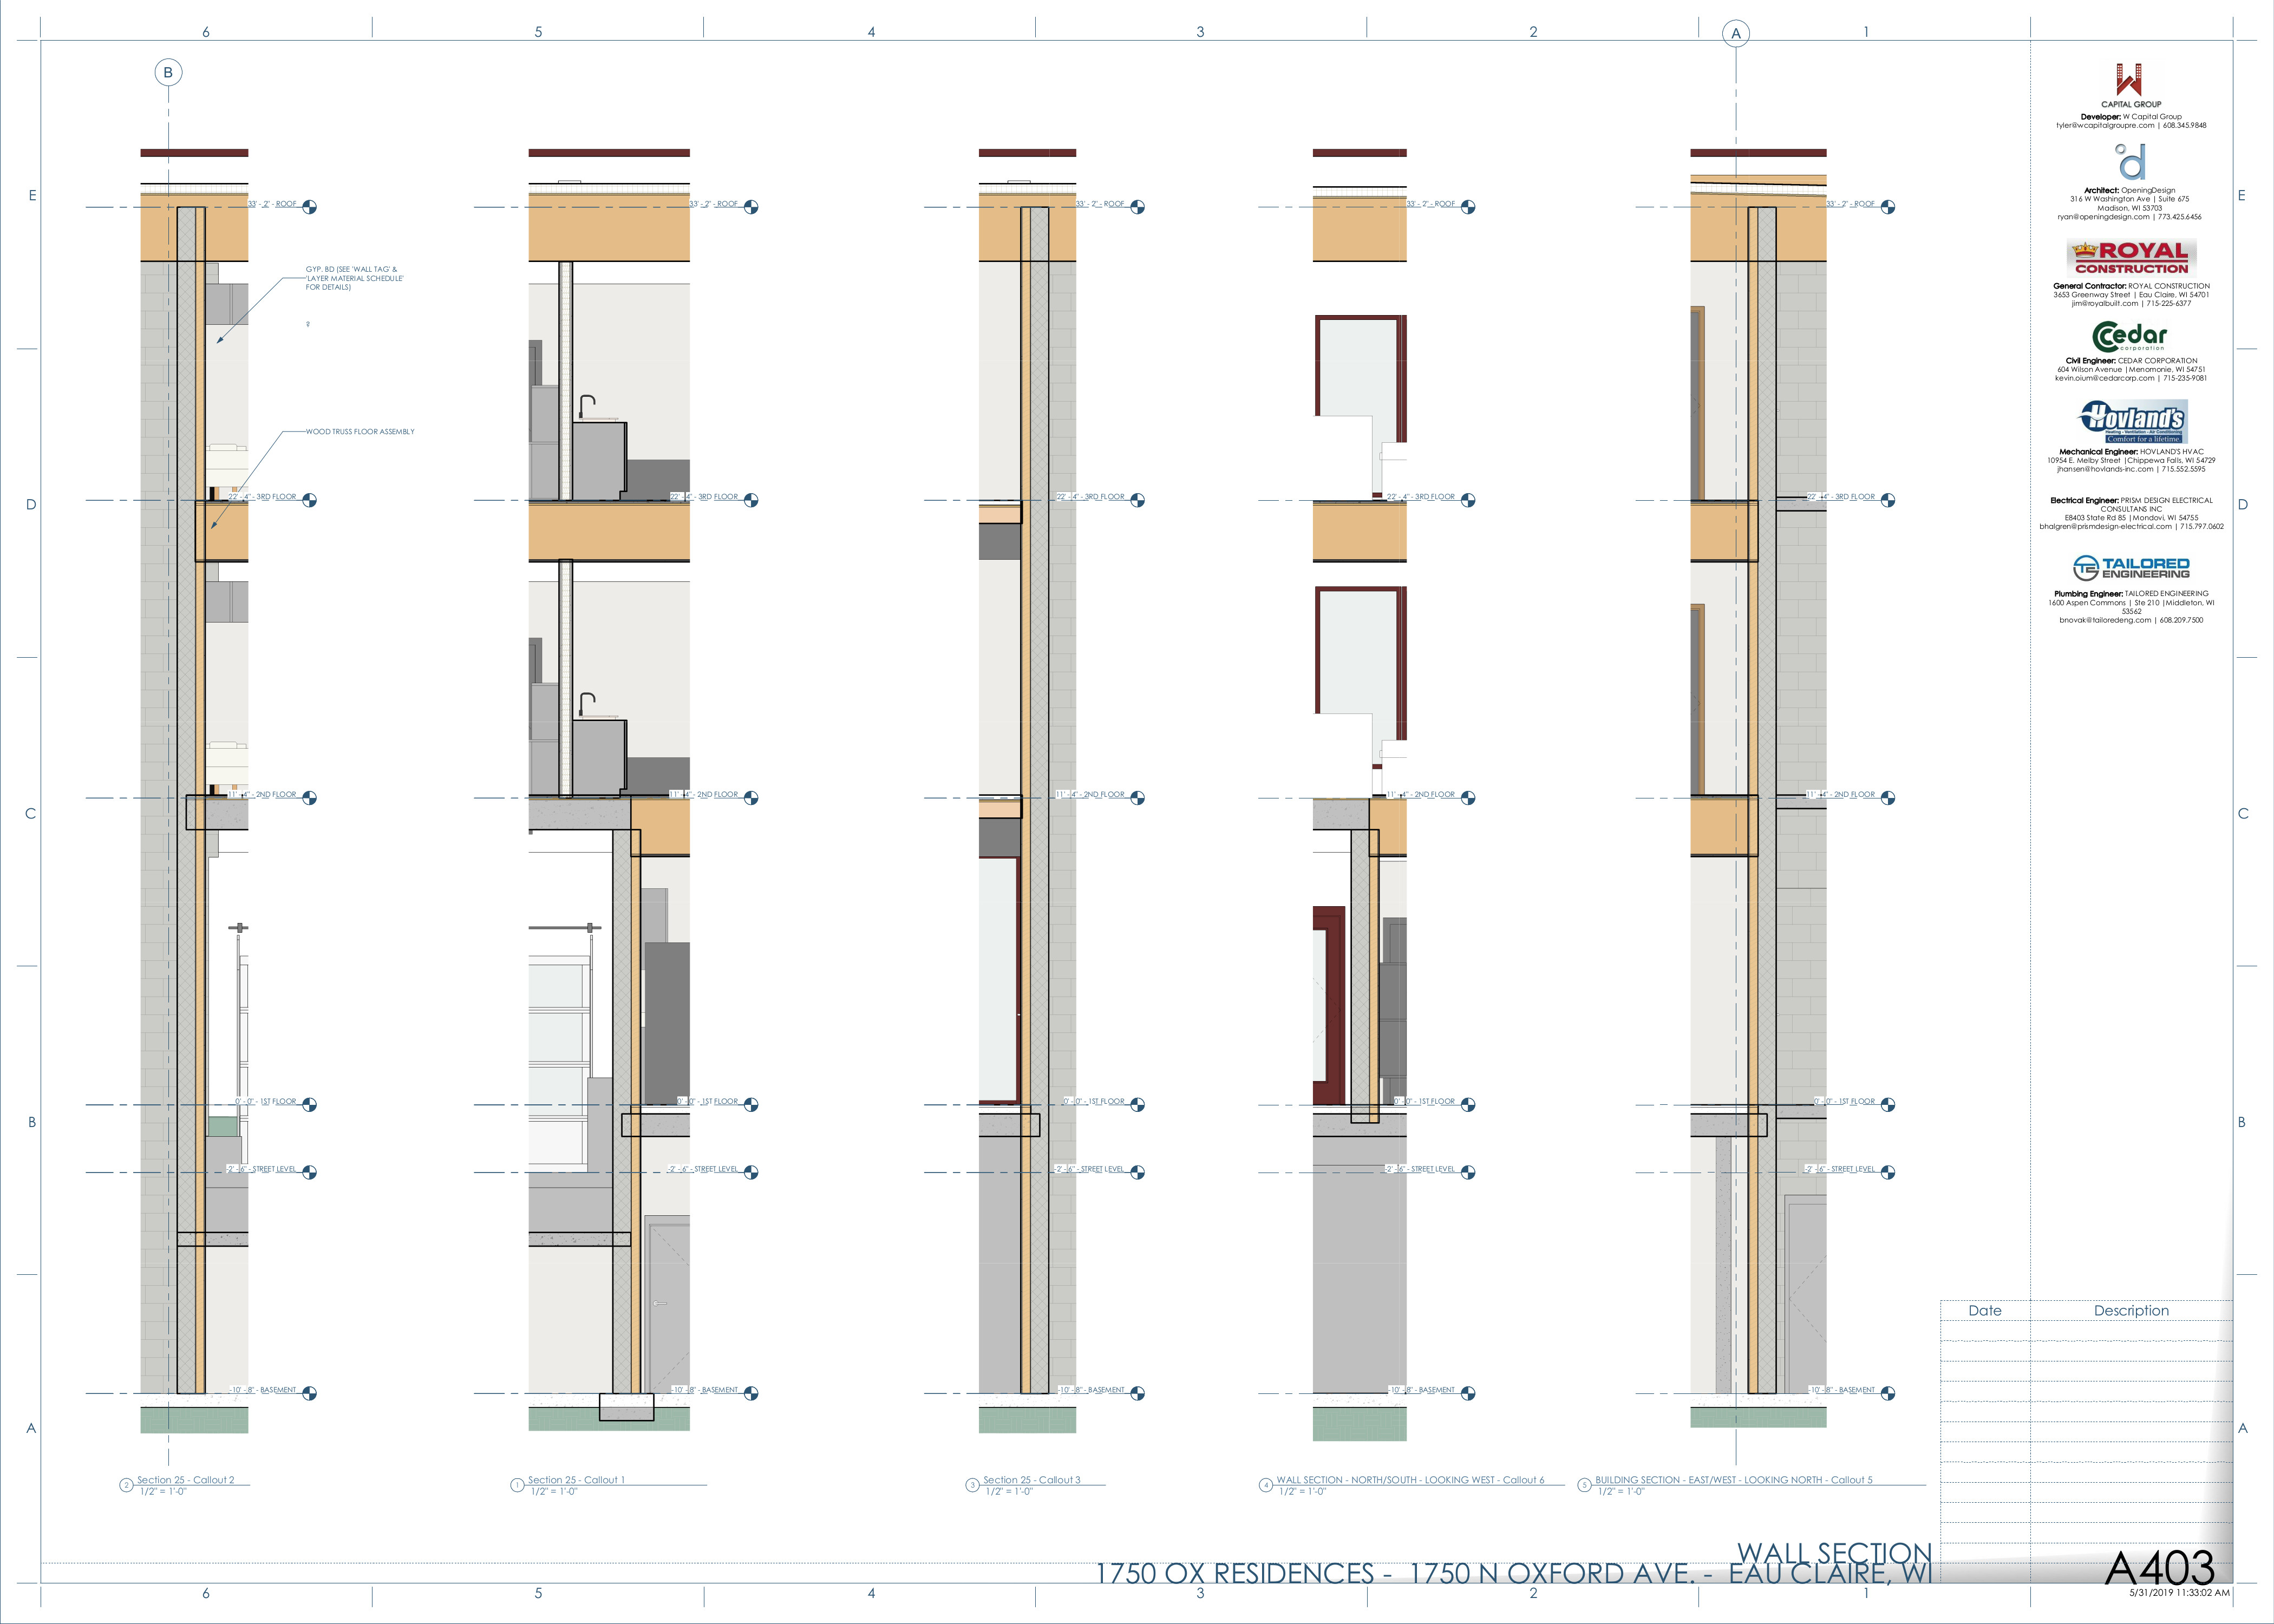 6
5
4
3
2
A
1
B
E
E
D
D
C
C
B
B
A
A
33' - 2" - ROOF
GYP. BD (SEE 'WALL TAG' &
'LAYER MATERIAL SCHEDULE'
FOR DETAILS)
WOOD TRUSS FLOOR ASSEMBLY
22' - 4" - 3RD FLOOR
11' - 4" - 2ND FLOOR
0' - 0" - 1ST FLOOR
-2' - 6" - STREET LEVEL
-10' - 8" - BASEMENT
2
Section 25 - Callout 2
1/2" = 1'-0"
33' - 2" - ROOF
22' - 4" - 3RD FLOOR
11' - 4" - 2ND FLOOR
0' - 0" - 1ST FLOOR
-2' - 6" - STREET LEVEL
-10' - 8" - BASEMENT
1
Section 25 - Callout 1
1/2" = 1'-0"
33' - 2" - ROOF
22' - 4" - 3RD FLOOR
11' - 4" - 2ND FLOOR
0' - 0" - 1ST FLOOR
-2' - 6" - STREET LEVEL
-10' - 8" - BASEMENT
3
Section 25 - Callout 3
1/2" = 1'-0"
33' - 2" - ROOF
22' - 4" - 3RD FLOOR
11' - 4" - 2ND FLOOR
0' - 0" - 1ST FLOOR
-2' - 6" - STREET LEVEL
-10' - 8" - BASEMENT
4
WALL SECTION - NORTH/SOUTH - LOOKING WEST - Callout 6
1/2" = 1'-0"
33' - 2" - ROOF
22' - 4" - 3RD FLOOR
11' - 4" - 2ND FLOOR
0' - 0" - 1ST FLOOR
-2' - 6" - STREET LEVEL
-10' - 8" - BASEMENT
5
BUILDING SECTION - EAST/WEST - LOOKING NORTH - Callout 5
1/2" = 1'-0"
CAPITAL GROUP
Developer: W Capital Group
tyler@wcapitalgroupre.com | 608.345.9848
Architect: OpeningDesign
316 W Washington Ave | Suite 675
Madison, WI 53703
ryan@openingdesign.com | 773.425.6456
ROYAL
CONSTRUCTION
General Contractor: ROYAL CONSTRUCTION
3653 Greenway Street | Eau Claire, WI 54701
jim@royalbuilt.com | 715-225-6377
Cedar
corporation
Civil Engineer: CEDAR CORPORATION
604 Wilson Avenue |Menomonie, WI 54751
kevin.oium@cedarcorp.com | 715-235-9081
Hovland's
Heating - Ventilation - Air Conditioning
Comfort for a lifetime.
Mechanical Engineer: HOVLAND'S HVAC
10954 E. Melby Street |Chippewa Falls, WI 54729
jhansen@hovlands-inc.com | 715.552.5595
Electrical Engineer: PRISM DESIGN ELECTRICAL
CONSULTANS INC
E8403 State Rd 85 |Mondovi, WI 54755
bhalgren@prismdesign-electrical.com | 715.797.0602
TAILORED
ENGINEERING
Plumbing Engineer: TAILORED ENGINEERING
1600 Aspen Commons | Ste 210 |Middleton, WI
53562
bnovak@tailoredeng.com | 608.209.7500
Date
Description
WALL SECTION
1750 OX RESIDENCES - 1750 N OXFORD AVE. - EAU CLAIRE, WI
A403
5/31/2019 11:33:02 AM
6
5
4
3
2
1